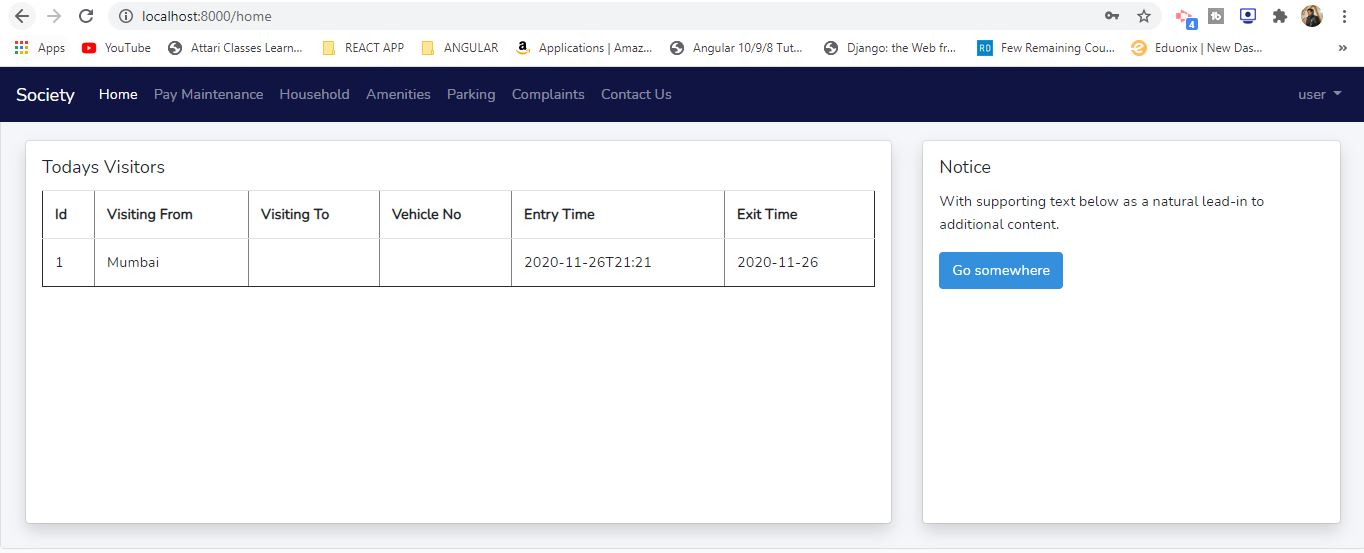 localhost:8000/home
4
Apps YouTube Attari Classes Learn... REACT APP ANGULAR Applications | Amaz... Angular 10/9/8 Tut... Django: the Web fr... RD Few Remaining Cou... Eduonix | New Das... »
Society Home Pay Maintenance Household Amenities Parking Complaints Contact Us user
Todays Visitors
Id Visiting From Visiting To Vehicle No Entry Time Exit Time
1 Mumbai 2020-11-26T21:21 2020-11-26
Notice
With supporting text below as a natural lead-in to
additional content.
Go somewhere